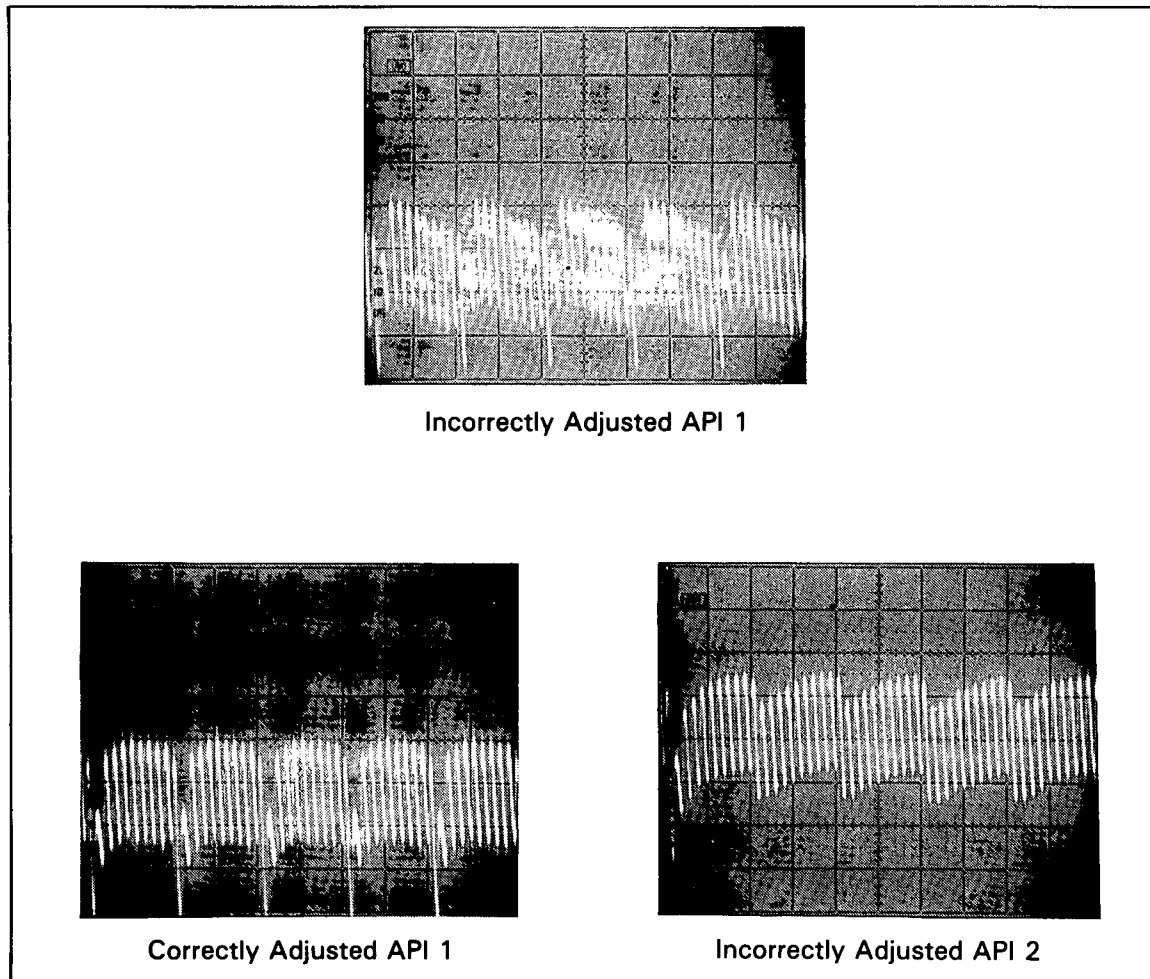 Incorrectly Adjusted API 1
Correctly Adjusted API 1
Incorrectly Adjusted API 2